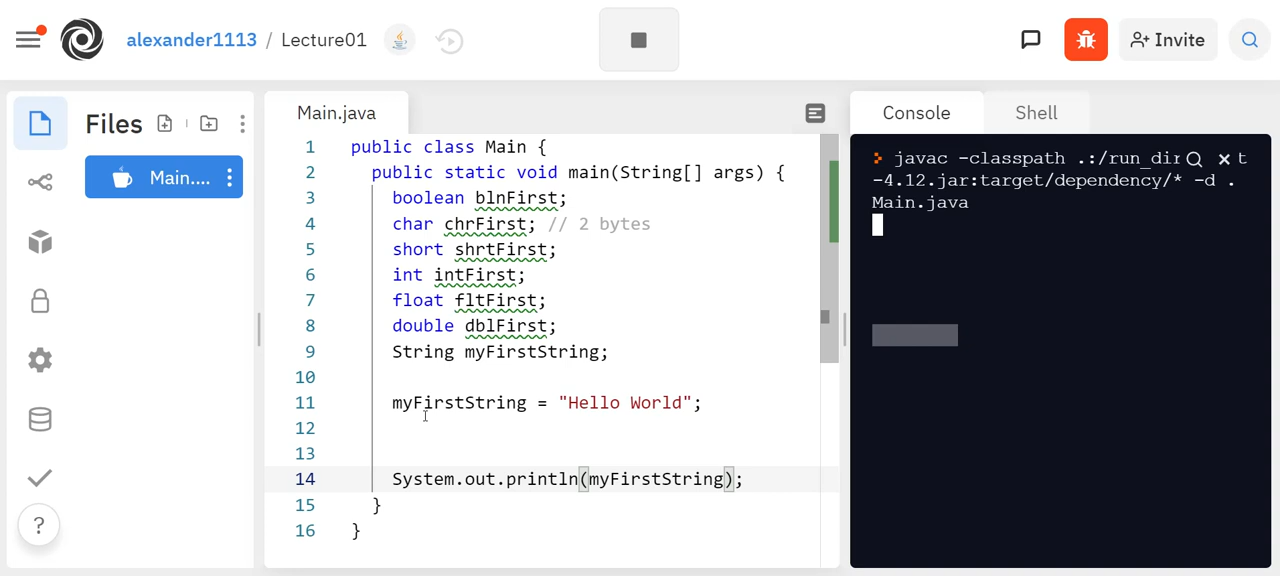 alexander1113 / Lecture01
Invite
Files
Main....
Main.java
1 public class Main {
2 public static void main(String[] args) {
3 boolean blnFirst;
4 char chrFirst; // 2 bytes
5 short shrtFirst;
6 int intFirst;
7 float fltFirst;
8 double dblFirst;
9 String myFirstString;
10
11 myFirstString = "Hello World";
12
13
14 System.out.println(myFirstString);
15 }
16 }
?
Console Shell
javac -classpath .:/run_dir t
-4.12.jar:target/dependency/* -d .
Main.java